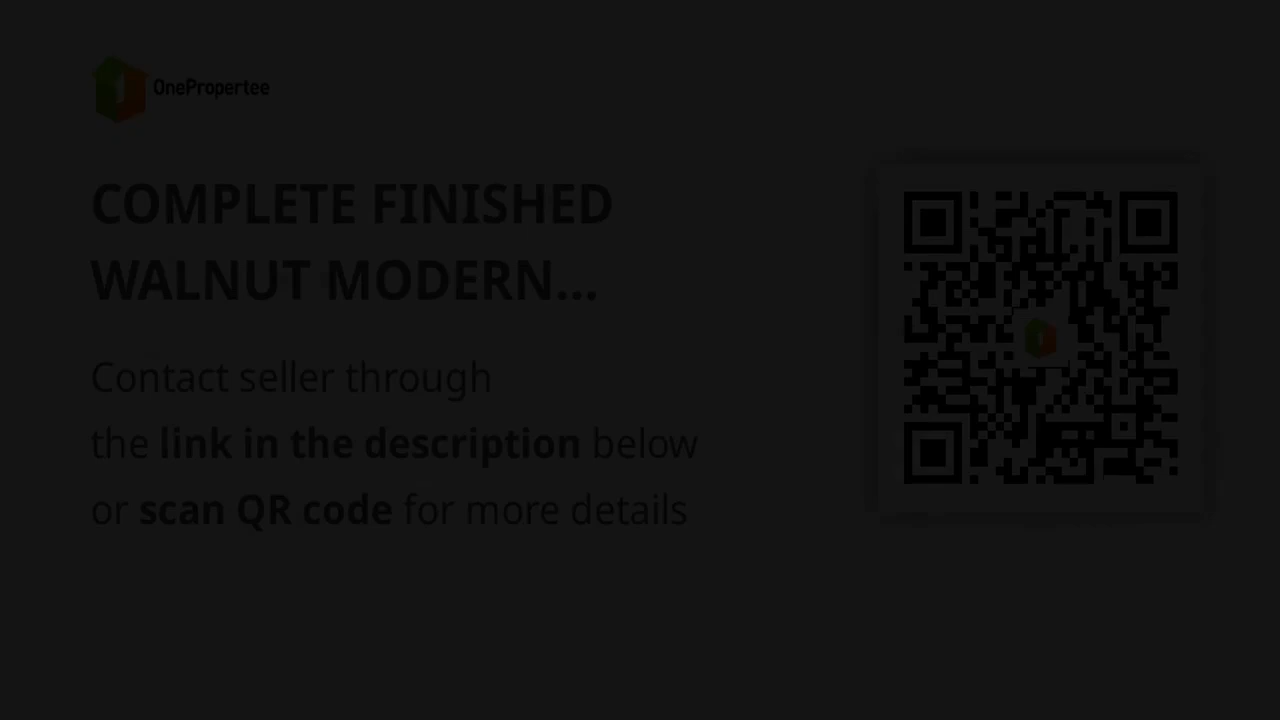 OnePropertee
COMPLETE FINISHED
WALNUT MODERN...
Contact seller through
the link in the description below
or scan QR code for more details